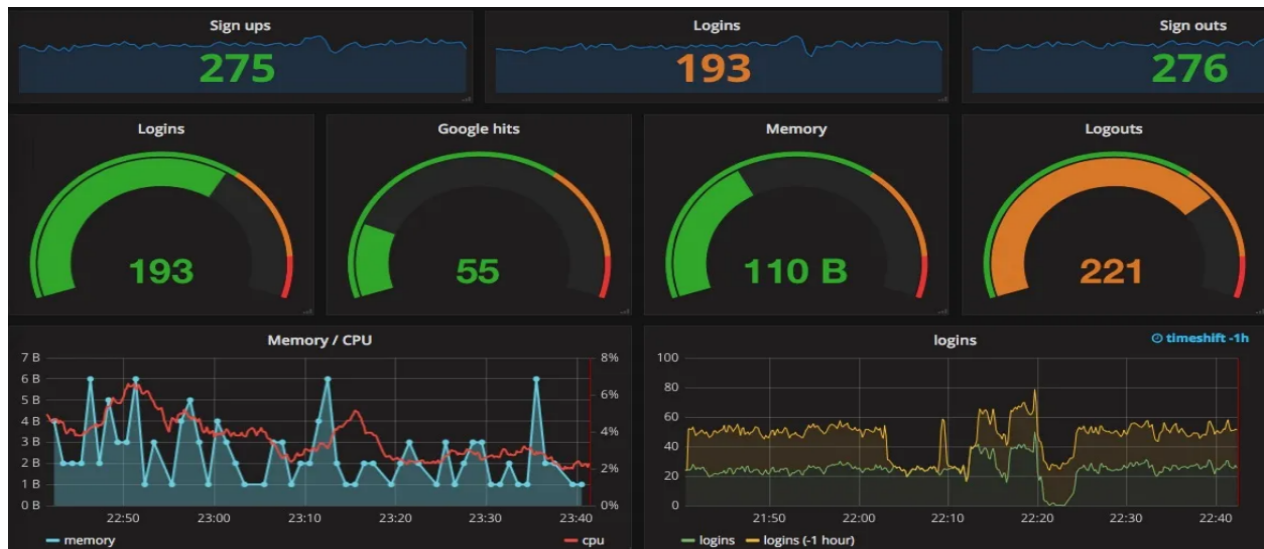 Sign ups
275
Logins
193
Sign outs
276
Logins
193
Google hits
55
Memory
110 B
Logouts
221
Memory / CPU
7 B
6 B
5 B
4 B
3 B
2 B
1 B
0 B
8%
6%
4%
2%
0%
22:50 23:00 23:10 23:20 23:30 23:40
memory cpu
logins
timeshift -1h
100
80
60
40
20
0
21:50 22:00 22:10 22:20 22:30 22:40
logins logins (-1 hour)